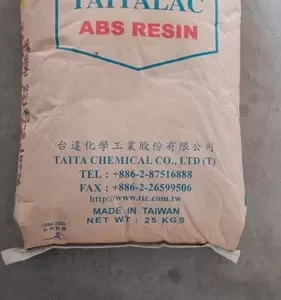 TAITALAC
ABS RESIN
台達化學工業股份有限公司
TAITA CHEMICAL CO., LTD (T)
TEL : +886-2-87516888
FAX : +886-2-26599506
http://www.ttc.com.tw
MADE IN TAIWAN
NET WT : 25 KGS